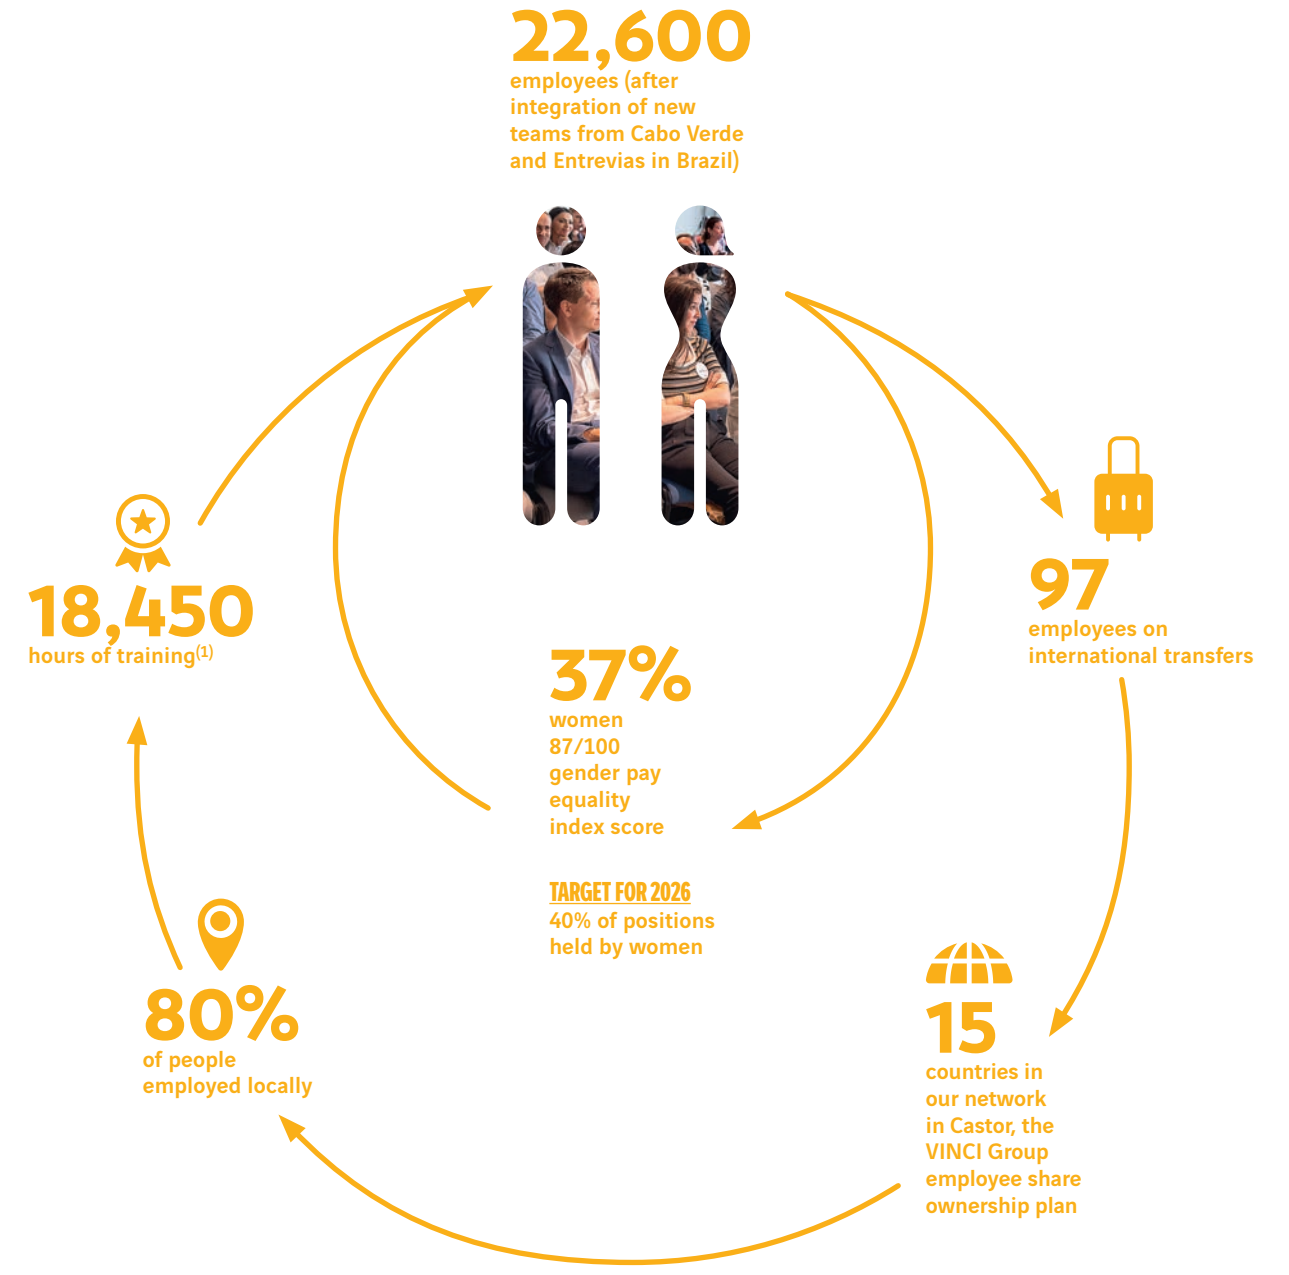 22,600
employees (after
integration of new
teams from Cabo Verde
and Entrevias in Brazil)
97
employees on
international transfers
15
countries in
our network
in Castor, the
VINCI Group
employee share
ownership plan
80%
of people
employed locally
18,450
hours of training(1)
37%
women
87/100
gender pay
equality
index score
TARGET FOR 2026
40% of positions
held by women